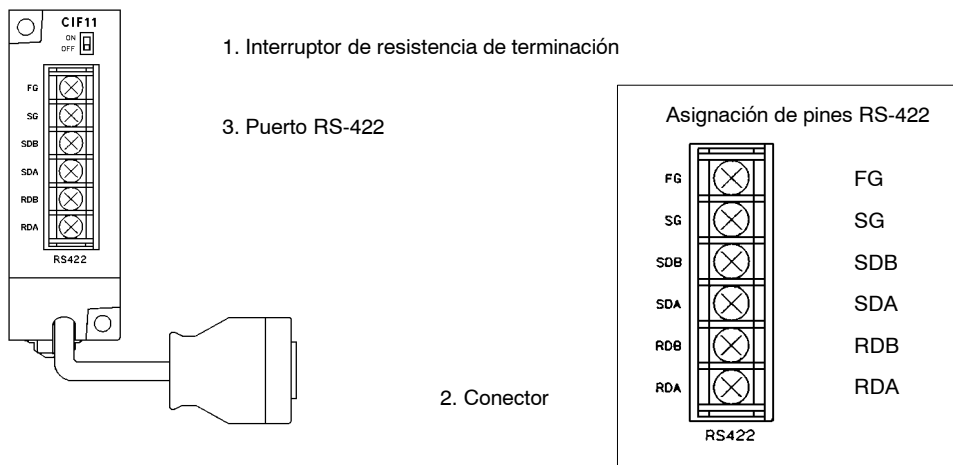 CIF11
ON
OFF
FG
SG
SDB
SDA
RDB
RDA
RS422
1. Interruptor de resistencia de terminación
3. Puerto RS-422
2. Conector
Asignación de pines RS-422
FG FG
SG SG
SDB SDB
SDA SDA
RDB RDB
RDA RDA
RS422